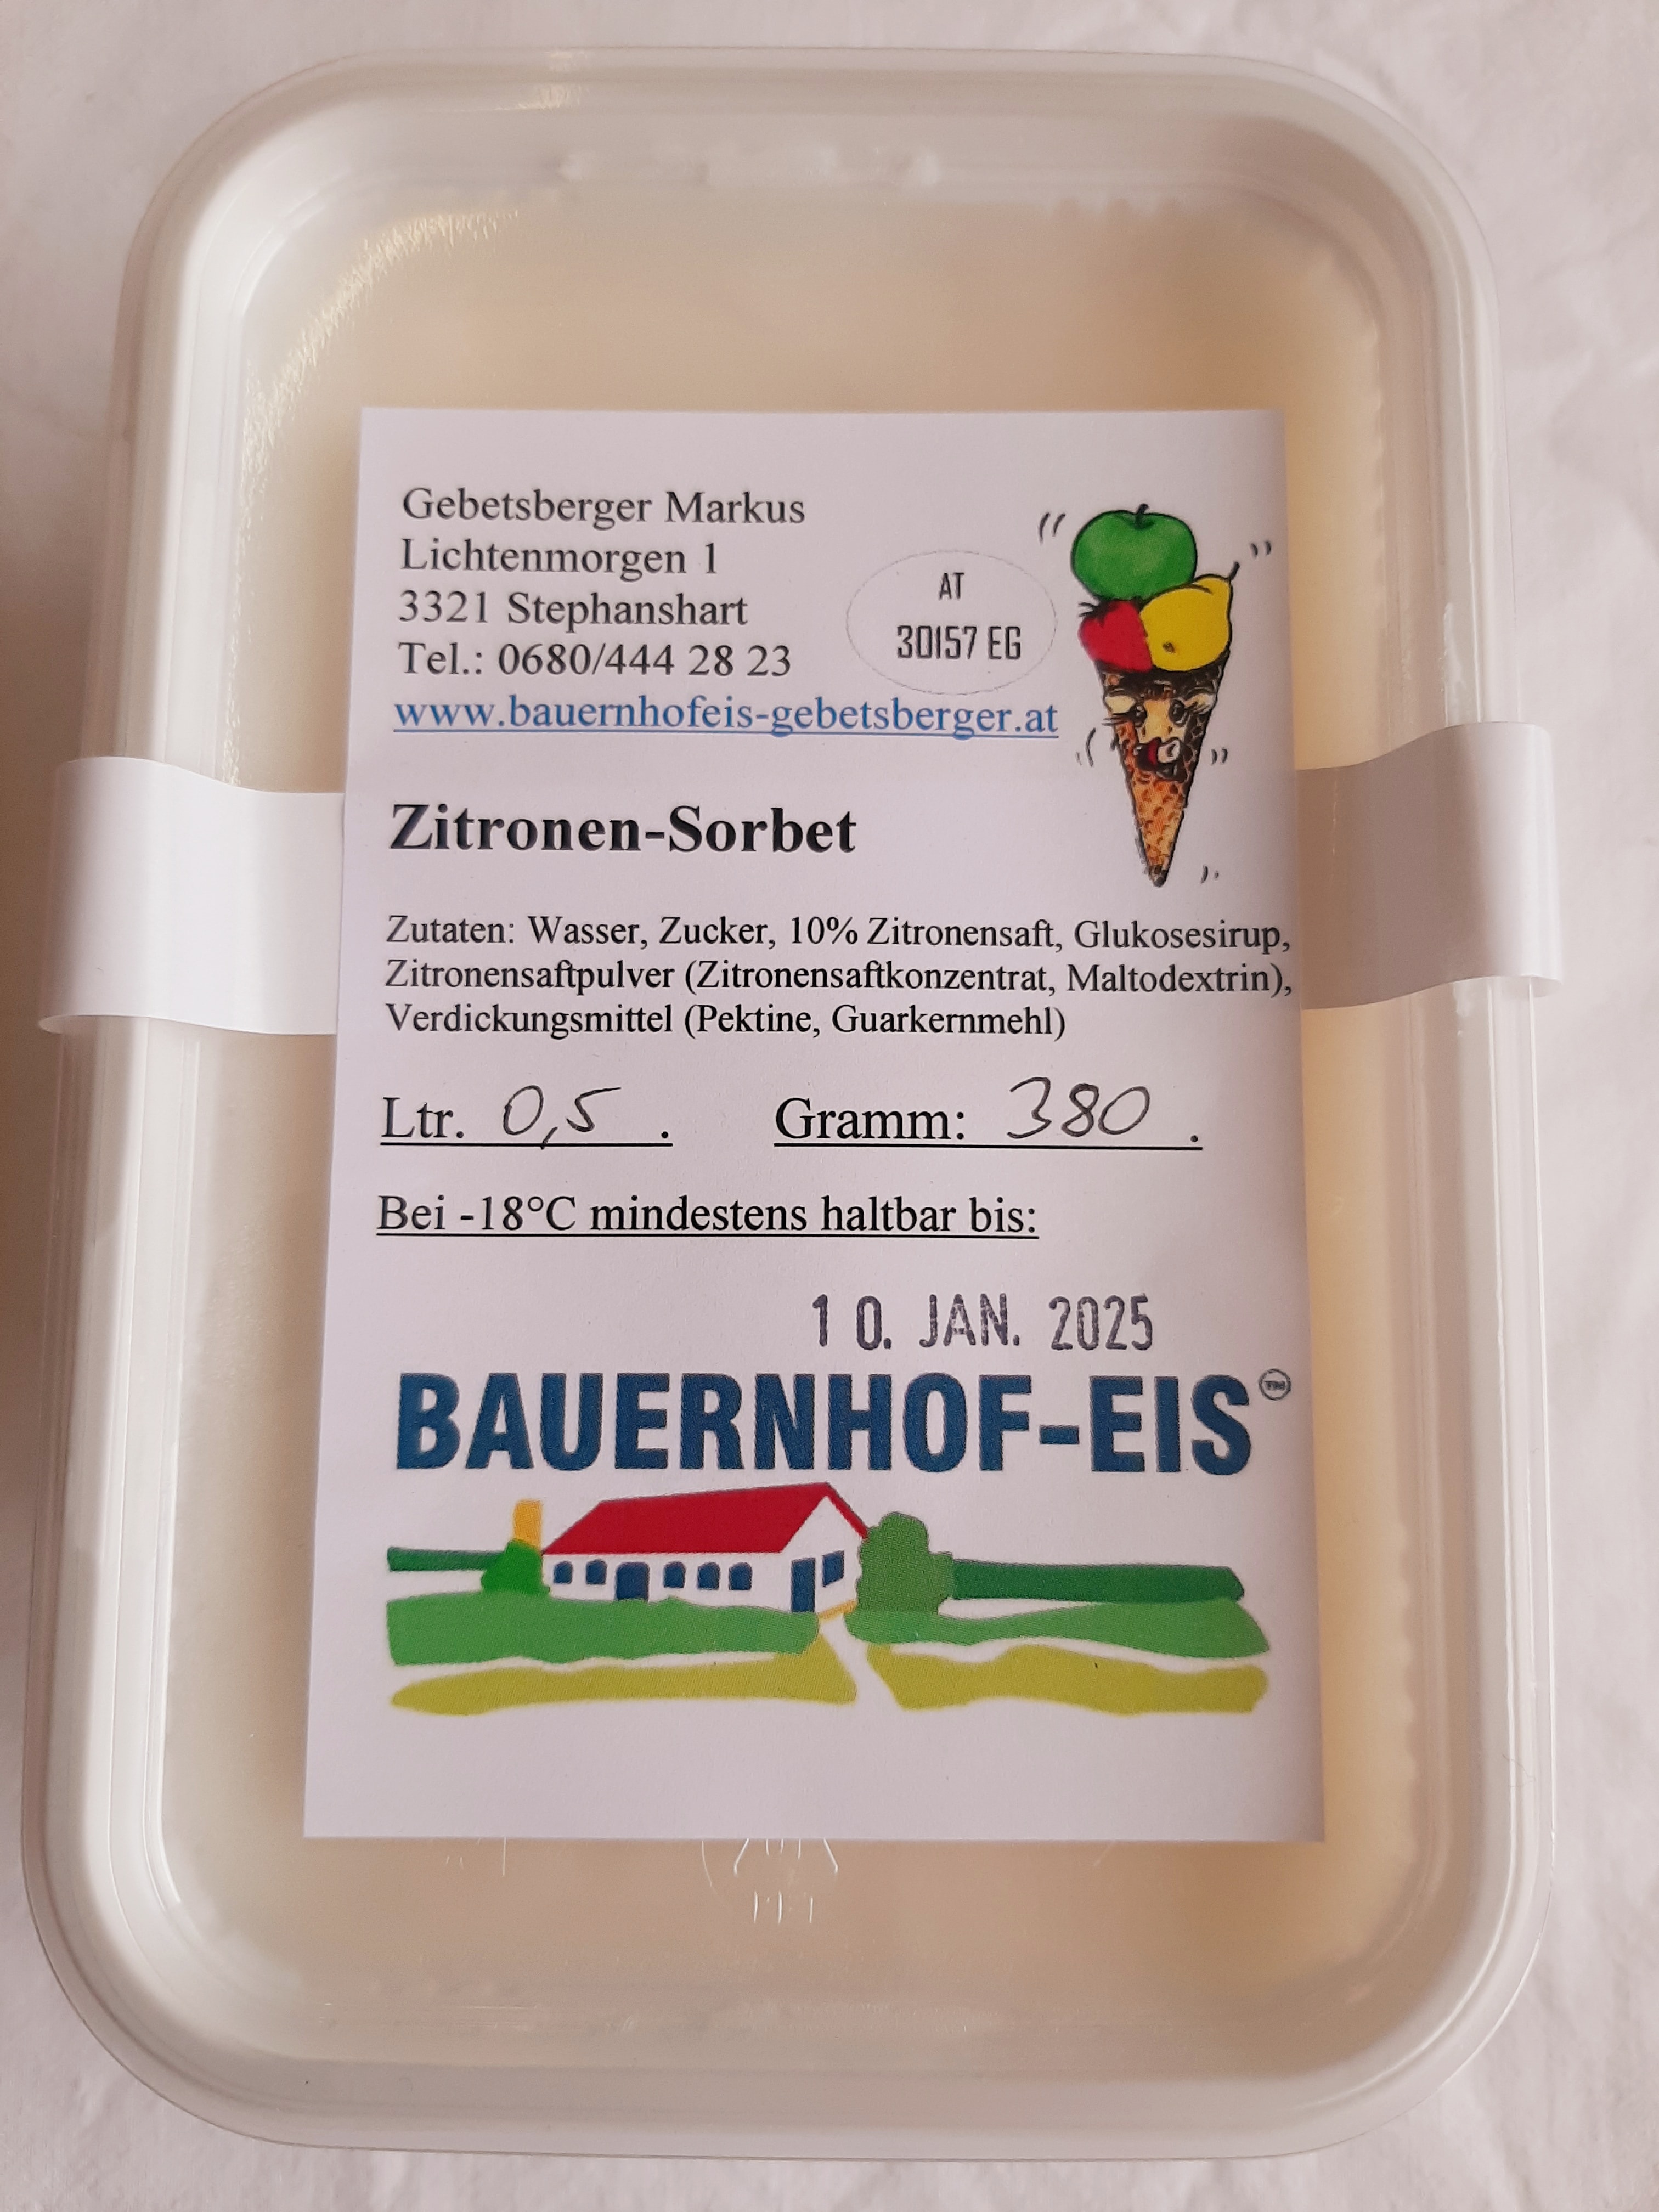 Gebetsberger Markus
Lichtenmorgen 1
3321 Stephanshart
Tel.: 0680/444 28 23
www.bauernhofeis-gebetsberger.at
AT
30157 EG
Zitronen-Sorbet
Zutaten: Wasser, Zucker, 10% Zitronensaft, Glukosesirup,
Zitronensaftpulver (Zitronensaftkonzentrat, Maltodextrin),
Verdickungsmittel (Pektine, Guarkernmehl)
Ltr. 0,5 . Gramm: 380 .
Bei -18°C mindestens haltbar bis:
10. JAN. 2025
BAUERNHOF-EIS TM